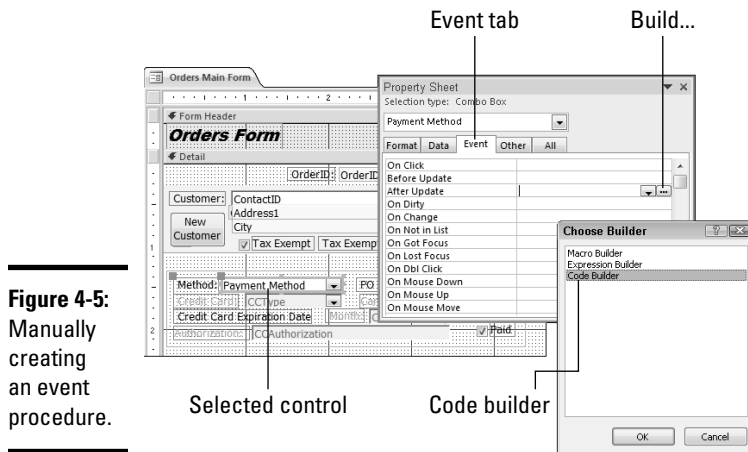 Event tab
Build...
Orders Main Form
Form Header
Orders Form
Detail
OrderID: OrderID
Customer: ContactID
Address1
New Customer
City
Tax Exempt Tax Exemp
Method: Payment Method PO
Credit Card: CCType
Credit Card Expiration Date Month:
Authorization: CCAuthorization
Paid
Property Sheet
Selection type: Combo Box
Payment Method
Format Data Event Other All
On Click
Before Update
After Update
On Dirty
On Change
On Not in List
On Got Focus
On Lost Focus
On Dbl Click
On Mouse Down
On Mouse Up
On Mouse Move
Choose Builder
Macro Builder
Expression Builder
Code Builder
OK Cancel
Selected control
Code builder
Figure 4-5:
Manually
creating
an event
procedure.